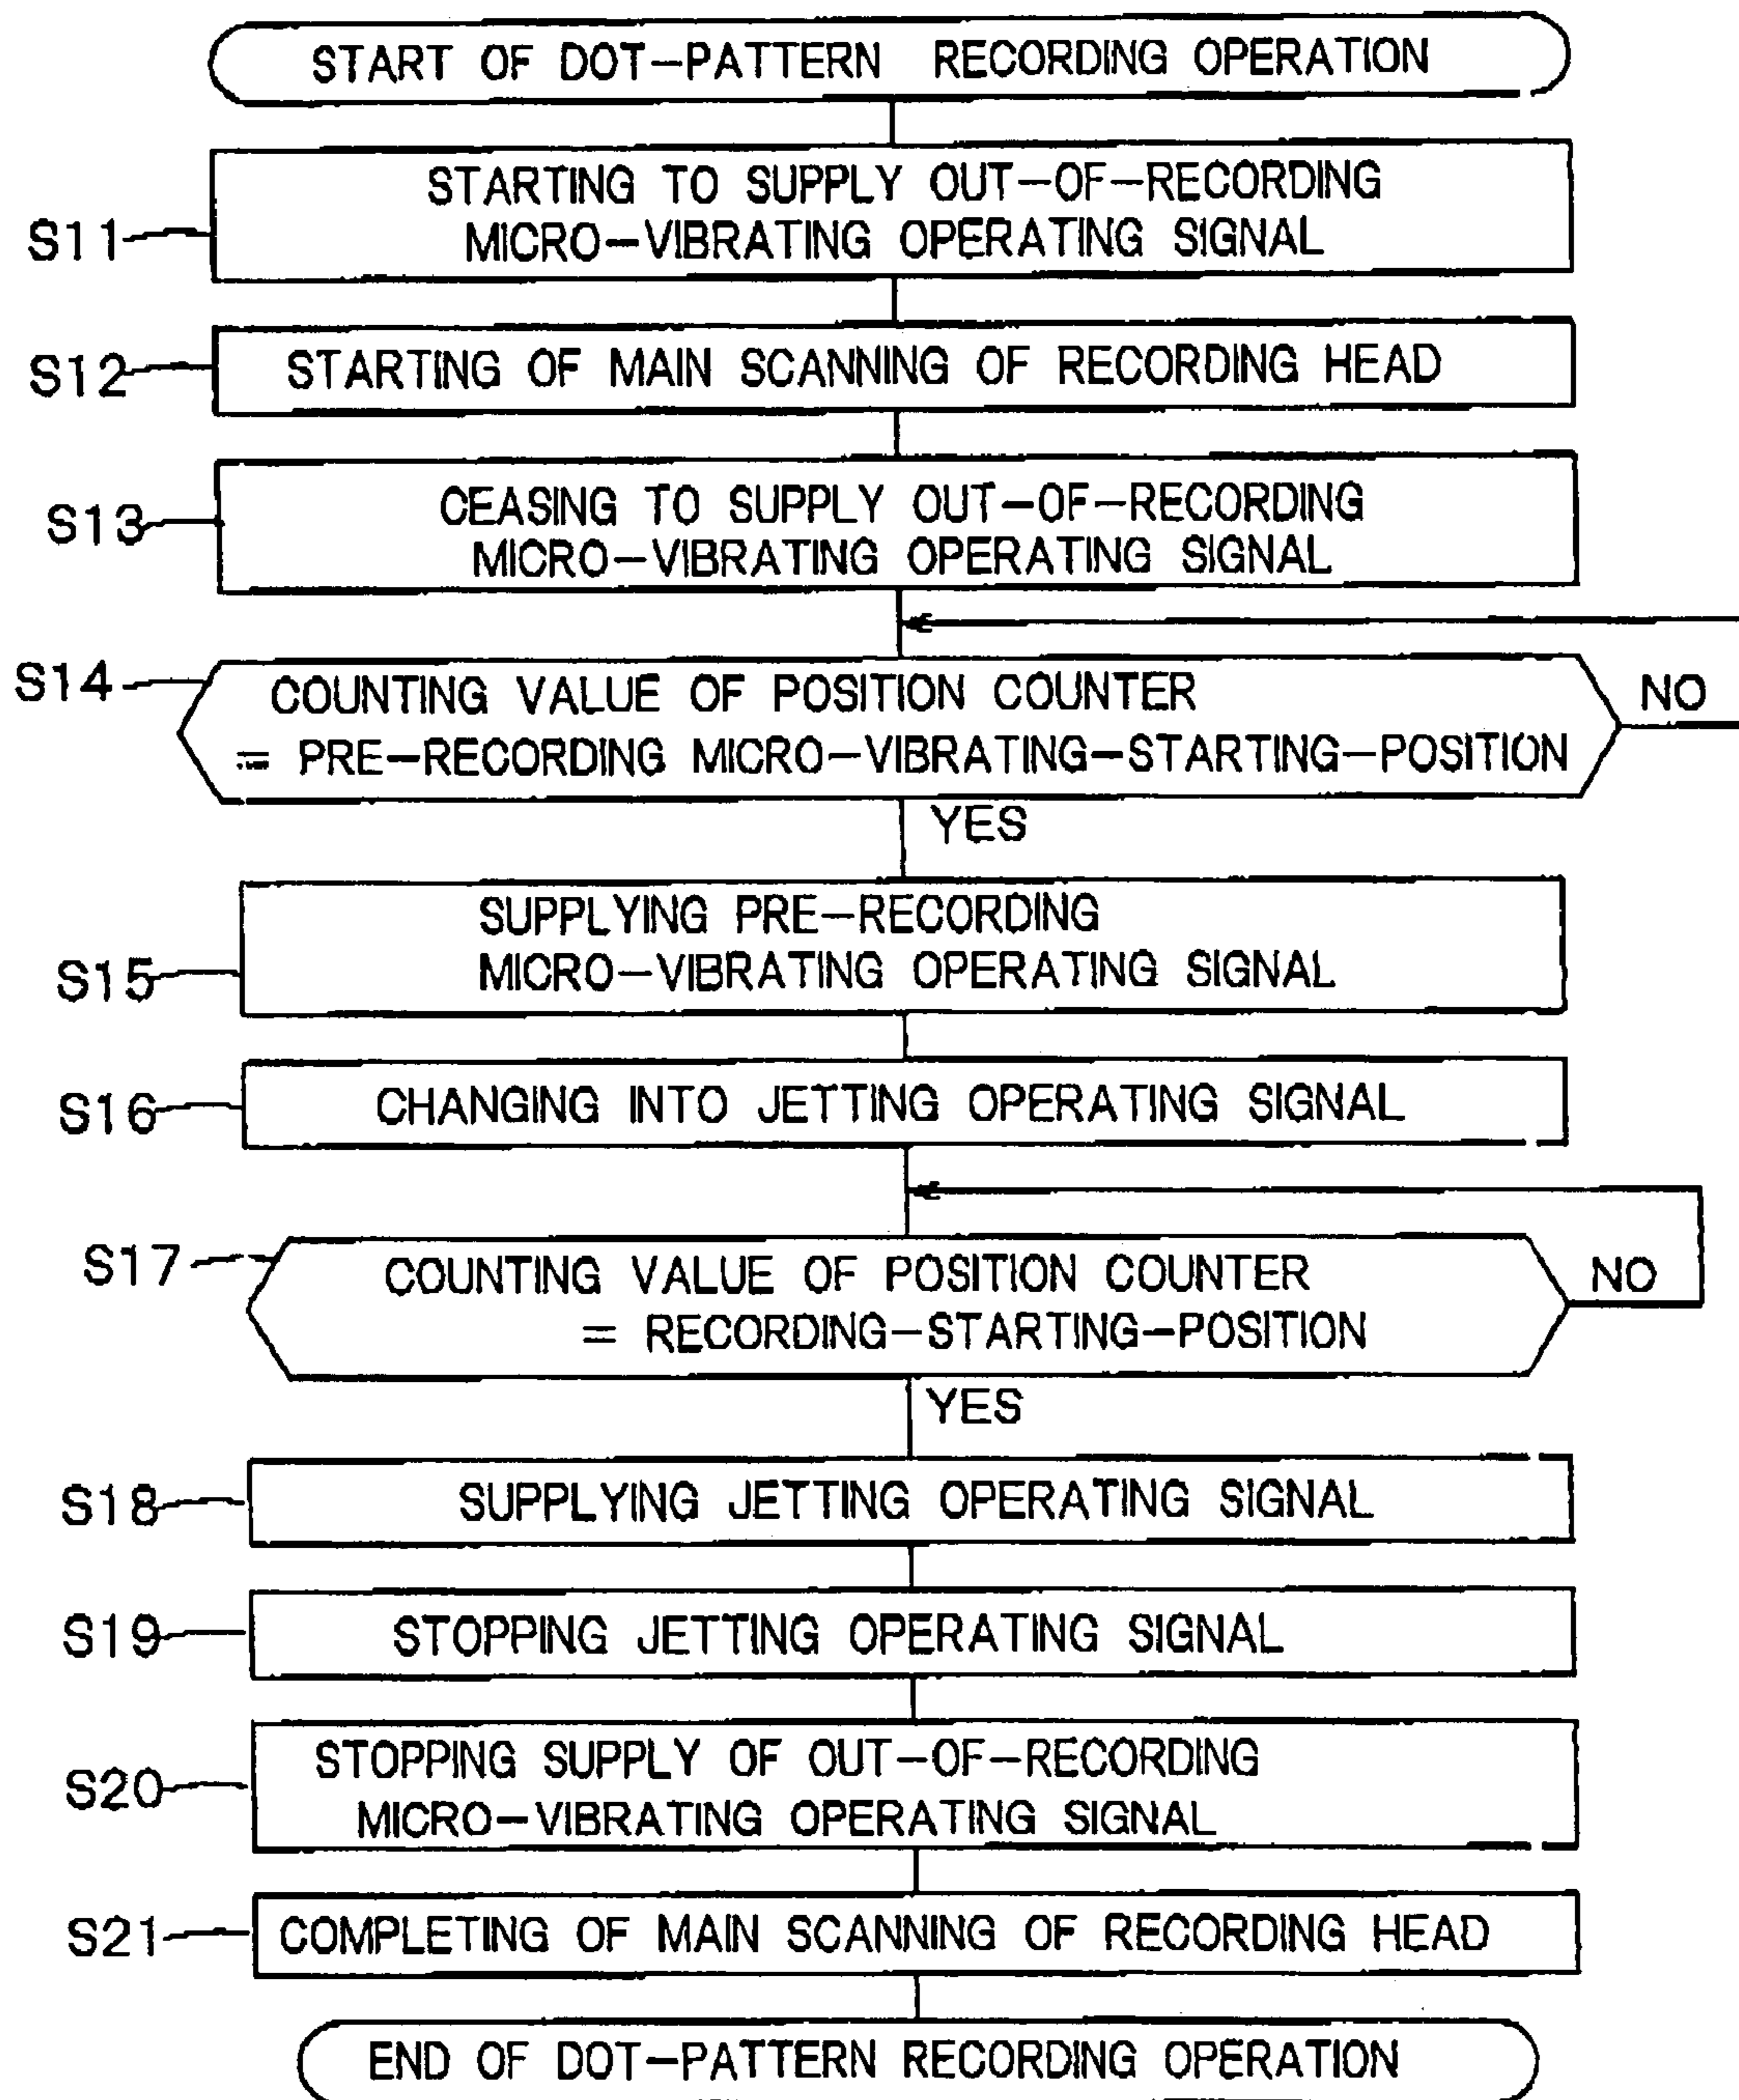 START OF DOT-PATTERN RECORDING OPERATION
S11
STARTING TO SUPPLY OUT-OF-RECORDING
MICRO-VIBRATING OPERATING SIGNAL
S12
STARTING OF MAIN SCANNING OF RECORDING HEAD
S13
CEASING TO SUPPLY OUT-OF-RECORDING
MICRO-VIBRATING OPERATING SIGNAL
S14
COUNTING VALUE OF POSITION COUNTER
= PRE-RECORDING MICRO-VIBRATING-STARTING-POSITION
NO
YES
S15
SUPPLYING PRE-RECORDING
MICRO-VIBRATING OPERATING SIGNAL
S16
CHANGING INTO JETTING OPERATING SIGNAL
S17
COUNTING VALUE OF POSITION COUNTER
= RECORDING-STARTING-POSITION
NO
YES
S18
SUPPLYING JETTING OPERATING SIGNAL
S19
STOPPING JETTING OPERATING SIGNAL
S20
STOPPING SUPPLY OF OUT-OF-RECORDING
MICRO-VIBRATING OPERATING SIGNAL
S21
COMPLETING OF MAIN SCANNING OF RECORDING HEAD
END OF DOT-PATTERN RECORDING OPERATION